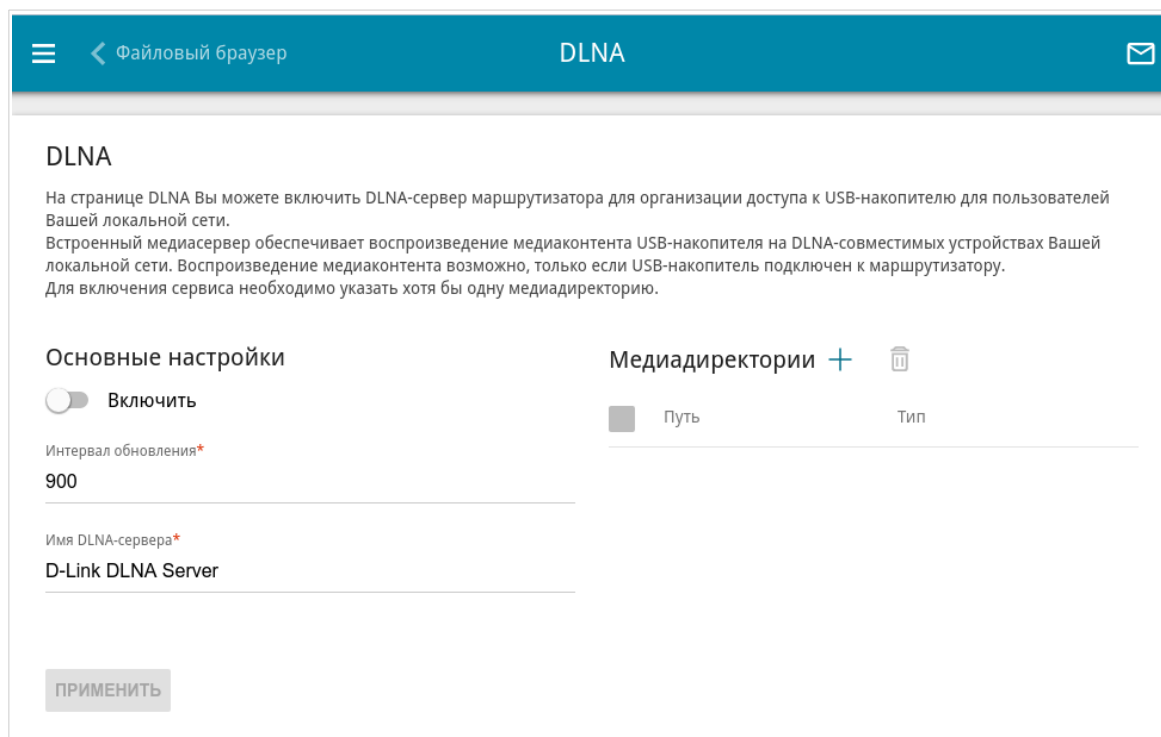 Файловый браузер
DLNA
DLNA
На странице DLNA Вы можете включить DLNA-сервер маршрутизатора для организации доступа к USB-накопителю для пользователей
Вашей локальной сети.
Встроенный медиасервер обеспечивает воспроизведение медиаконтента USB-накопителя на DLNA-совместимых устройствах Вашей
локальной сети. Воспроизведение медиаконтента возможно, только если USB-накопитель подключен к маршрутизатору.
Для включения сервиса необходимо указать хотя бы одну медиадиректорию.
Основные настройки
Включить
Интервал обновления*
900
Имя DLNA-сервера*
D-Link DLNA Server
ПРИМЕНИТЬ
Медиадиректории
Путь Тип